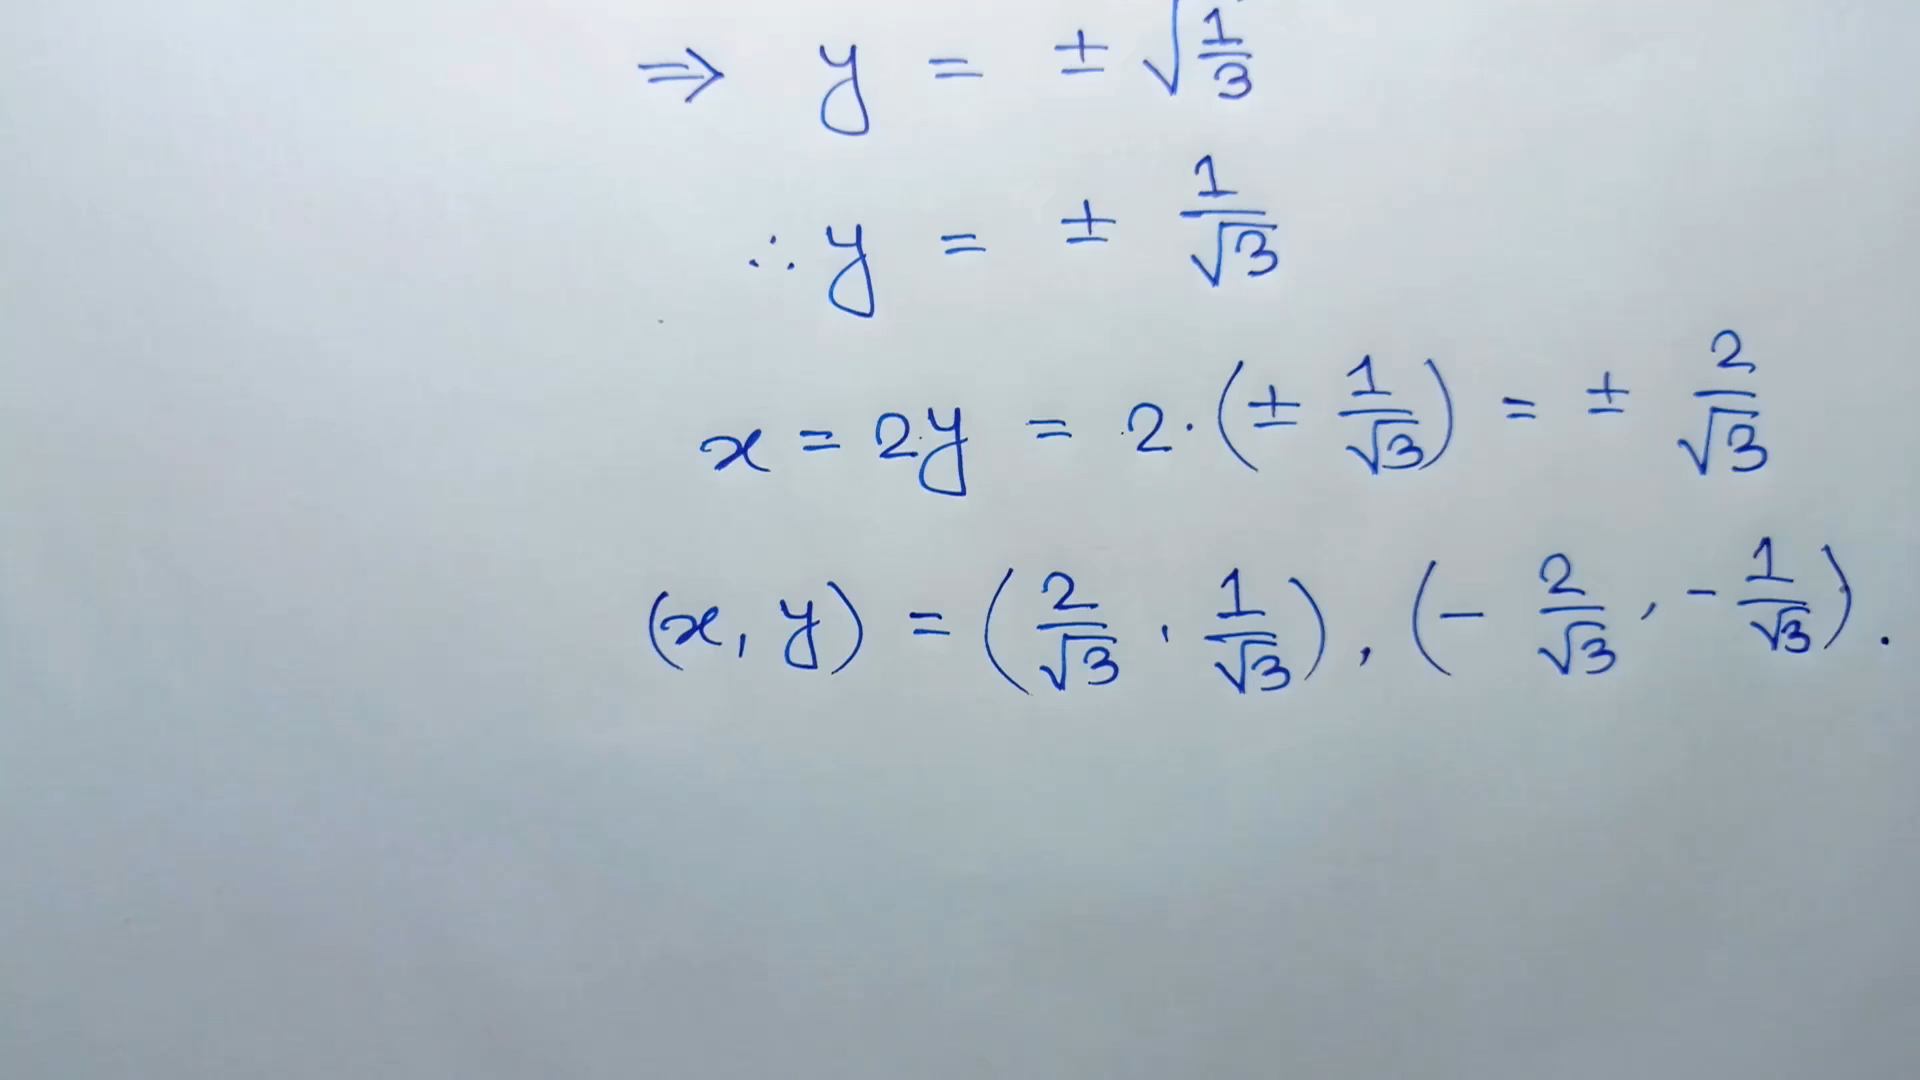 ⇒ y = ± √(1/3)
∴ y = ± 1/√3
x = 2y = 2·(± 1/√3) = ± 2/√3
(x, y) = (2/√3, 1/√3), (- 2/√3, - 1/√3).